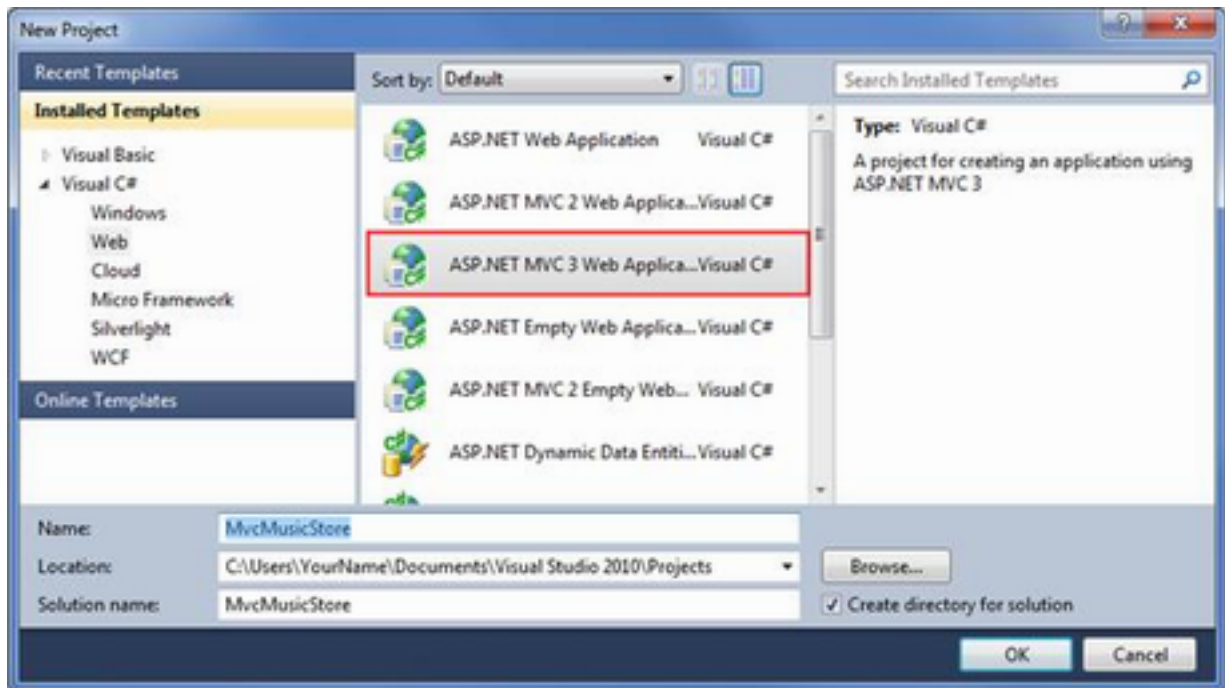 New Project
Recent Templates
Installed Templates
Visual Basic
Visual C#
Windows
Web
Cloud
Micro Framework
Silverlight
WCF
Online Templates
Sort by: Default
ASP.NET Web Application Visual C#
ASP.NET MVC 2 Web Applica...Visual C#
ASP.NET MVC 3 Web Applica...Visual C#
ASP.NET Empty Web Applica...Visual C#
ASP.NET MVC 2 Empty Web... Visual C#
ASP.NET Dynamic Data Entiti...Visual C#
Search Installed Templates
Type: Visual C#
A project for creating an application using
ASP.NET MVC 3
Name: MvcMusicStore
Location: C:\Users\YourName\Documents\Visual Studio 2010\Projects
Browse...
Solution name: MvcMusicStore
Create directory for solution
OK Cancel